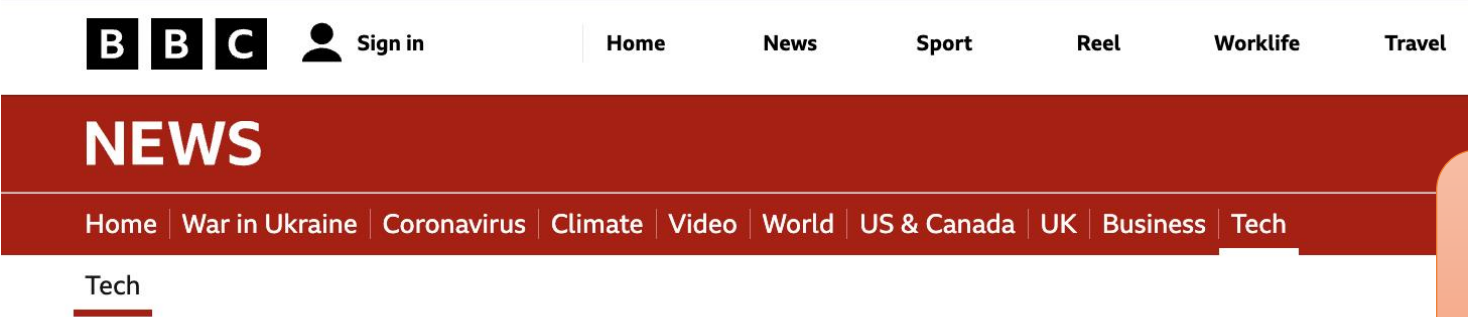 BBC Sign in Home News Sport Reel Worklife Travel
NEWS
Home War in Ukraine Coronavirus Climate Video World US & Canada UK Business Tech
Tech